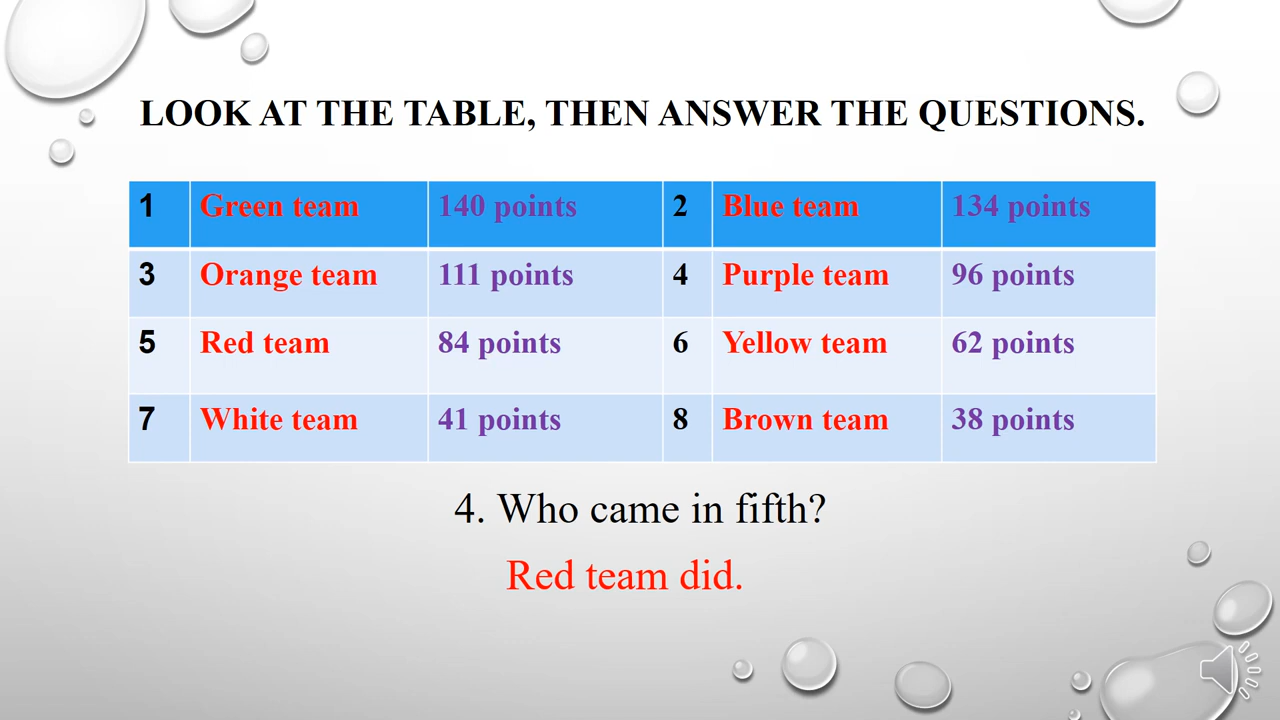 LOOK AT THE TABLE, THEN ANSWER THE QUESTIONS.
1 Green team 140 points 2 Blue team 134 points
3 Orange team 111 points 4 Purple team 96 points
5 Red team 84 points 6 Yellow team 62 points
7 White team 41 points 8 Brown team 38 points
4. Who came in fifth?
Red team did.